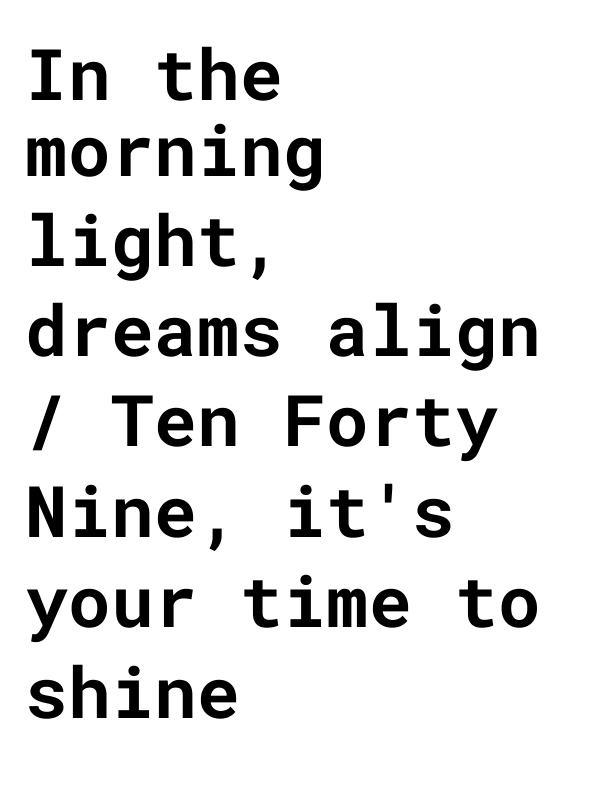 In the
morning
light,
dreams align
/ Ten Forty
Nine, it's
your time to
shine